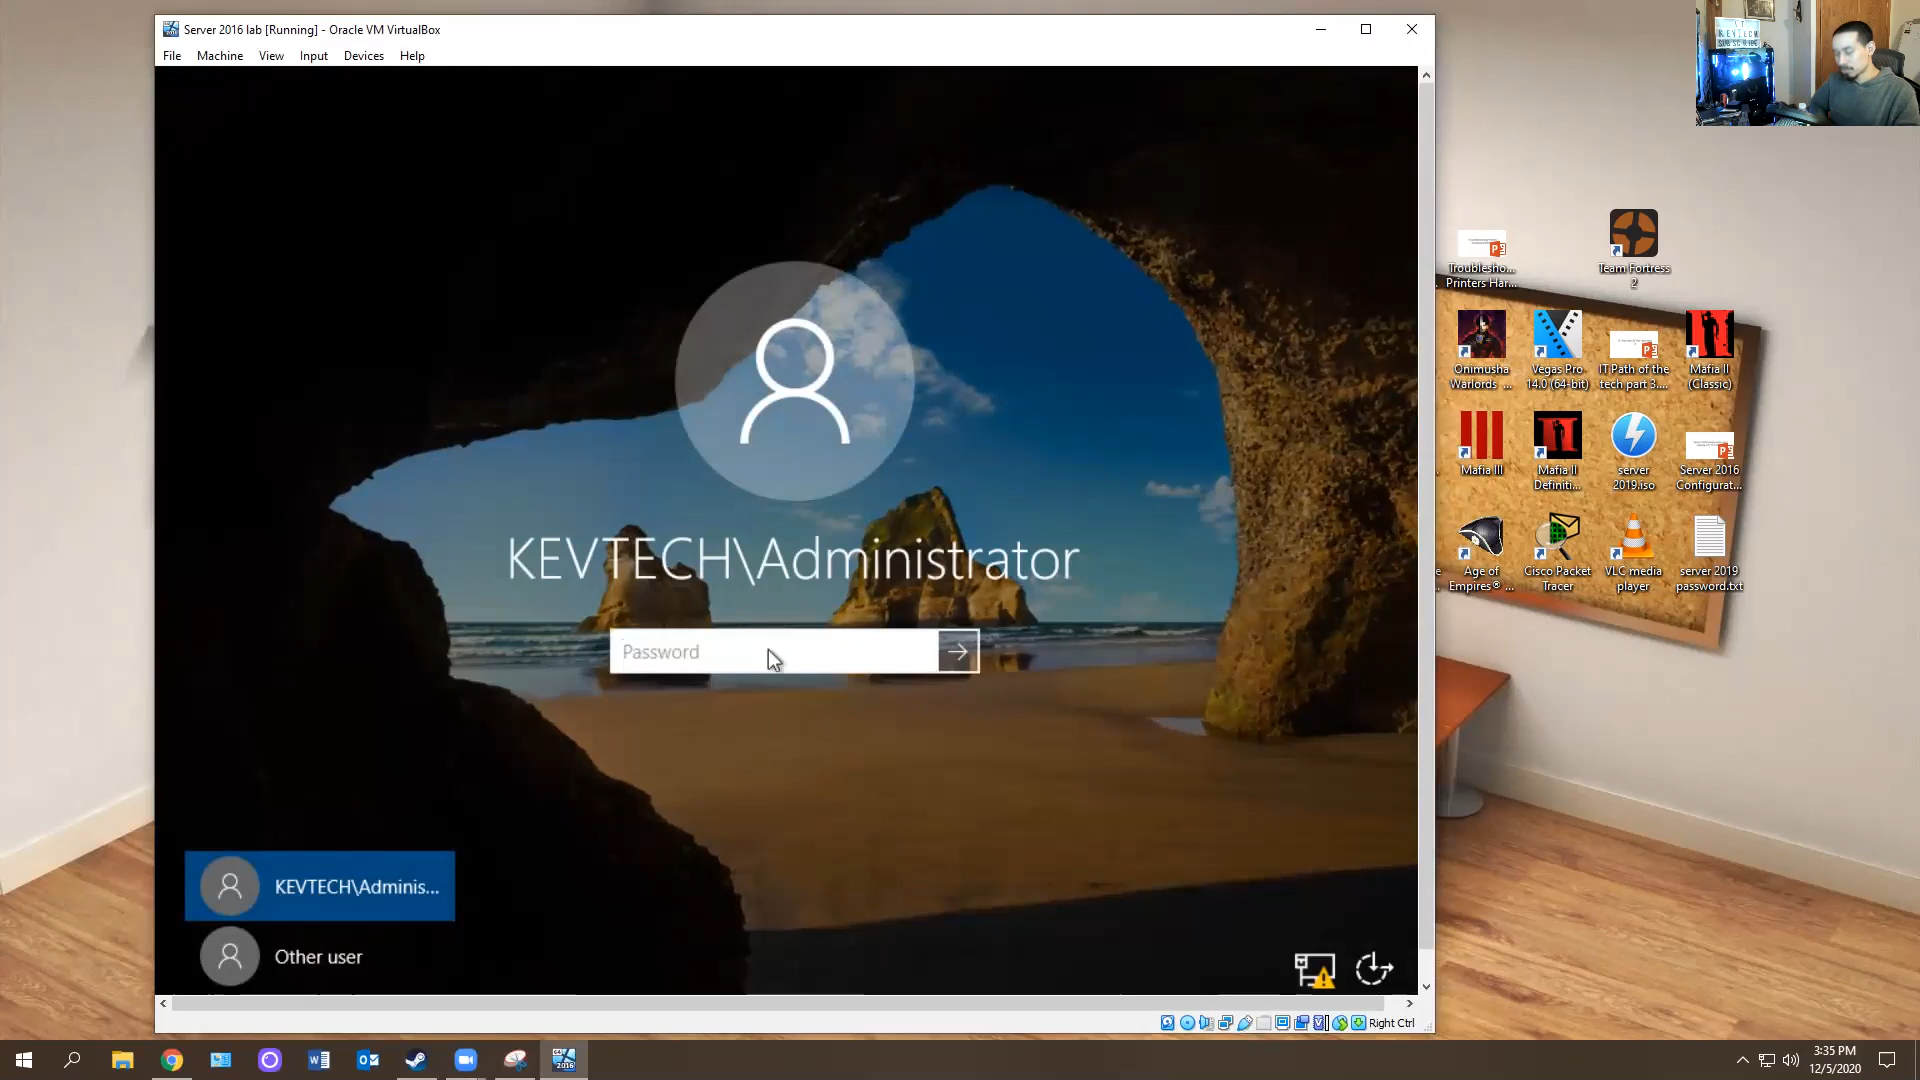 Server 2016 lab [Running] - Oracle VM VirtualBox
File Machine View Input Devices Help
KEVTECH
SUBSCRIBE
KEVTECH\Administrator
Password
KEVTECH\Adminis...
Other user
Right Ctrl
Troublesho...
Printers Har...
Team Fortress
2
Onimusha
Warlords ...
Vegas Pro
14.0 (64-bit)
IT Path of the
tech part 3....
Mafia II
(Classic)
Mafia III
Mafia II
Definiti...
server
2019.iso
Server 2016
Configurat...
Age of
Empires® ...
Cisco Packet
Tracer
VLC media
player
server 2019
password.txt
3:35 PM
12/5/2020